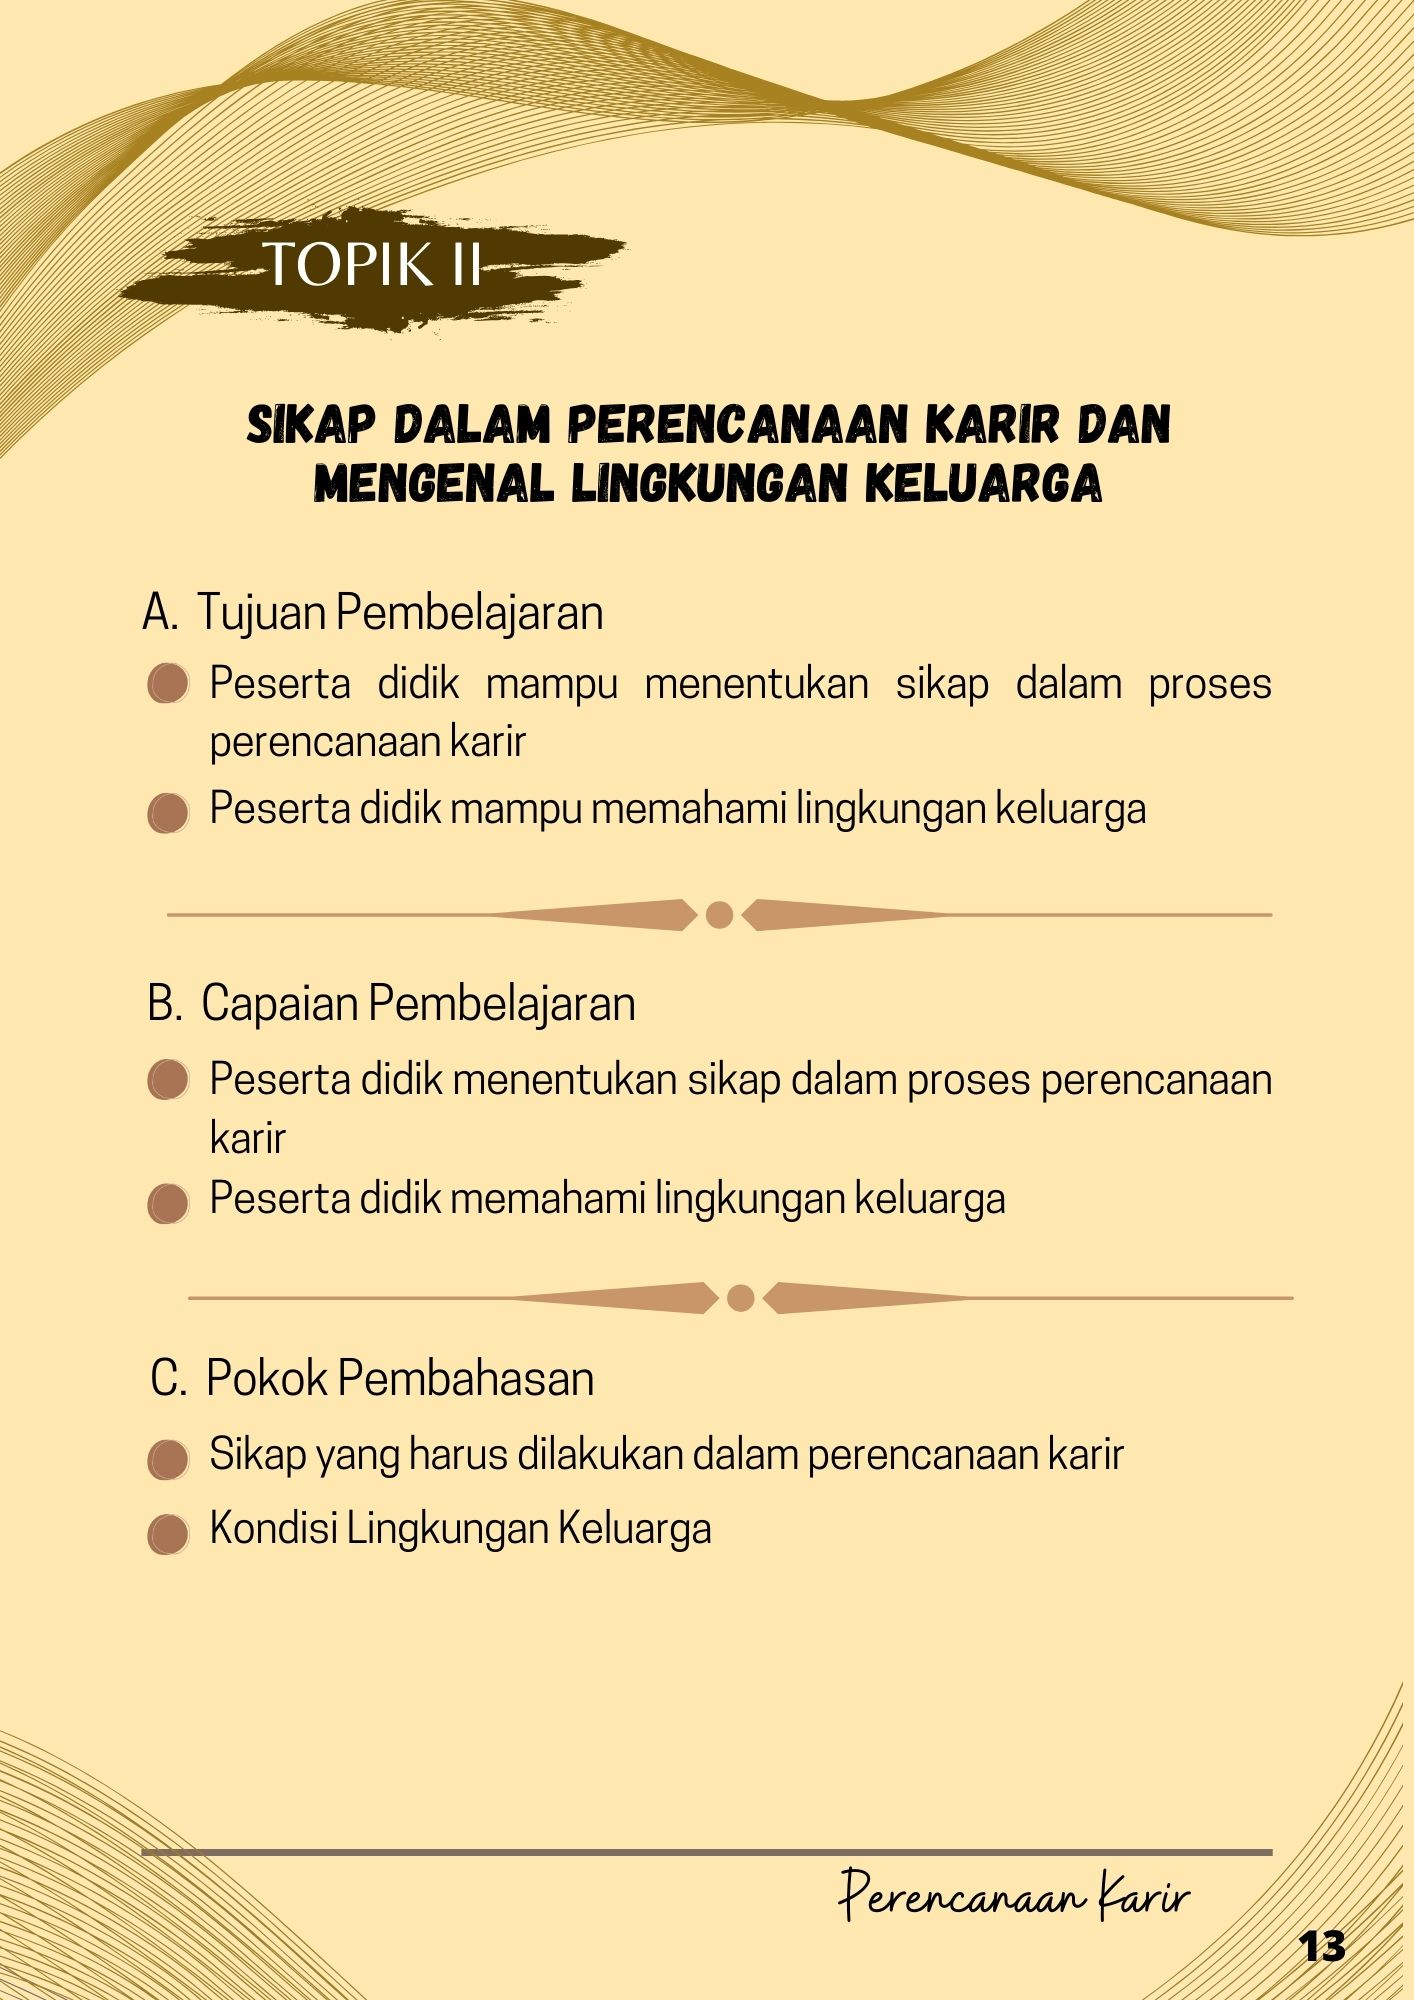 TOPIK II
SIKAP DALAM PERENCANAAN KARIR DAN
MENGENAL LINGKUNGAN KELUARGA
A. Tujuan Pembelajaran
Peserta didik mampu menentukan sikap dalam proses
perencanaan karir
Peserta didik mampu memahami lingkungan keluarga
B. Capaian Pembelajaran
Peserta didik menentukan sikap dalam proses perencanaan
karir
Peserta didik memahami lingkungan keluarga
C. Pokok Pembahasan
Sikap yang harus dilakukan dalam perencanaan karir
Kondisi Lingkungan Keluarga
Perencanaan Karir
13